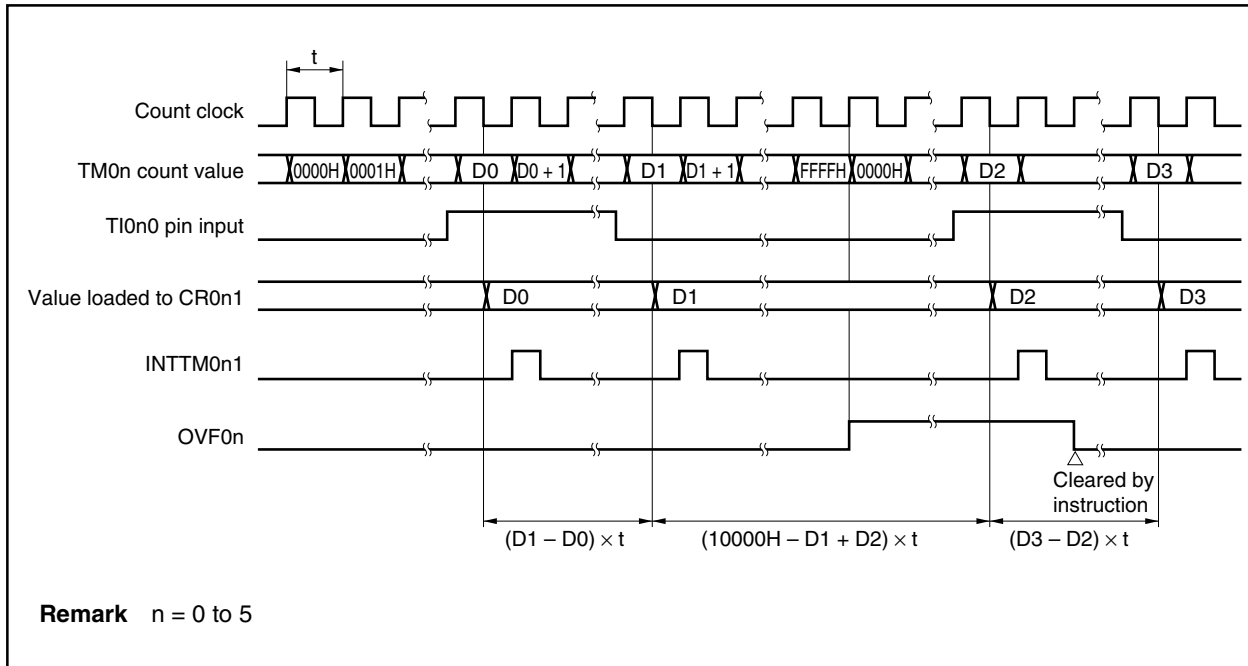 t
Count clock
TM0n count value
0000H 0001H D0 D0 + 1 D1 D1 + 1 FFFFH 0000H D2 D3
TI0n0 pin input
Value loaded to CR0n1
D0 D1 D2 D3
INTTM0n1
OVF0n
Cleared by
instruction
(D1 – D0) × t (10000H – D1 + D2) × t (D3 – D2) × t
Remark n = 0 to 5